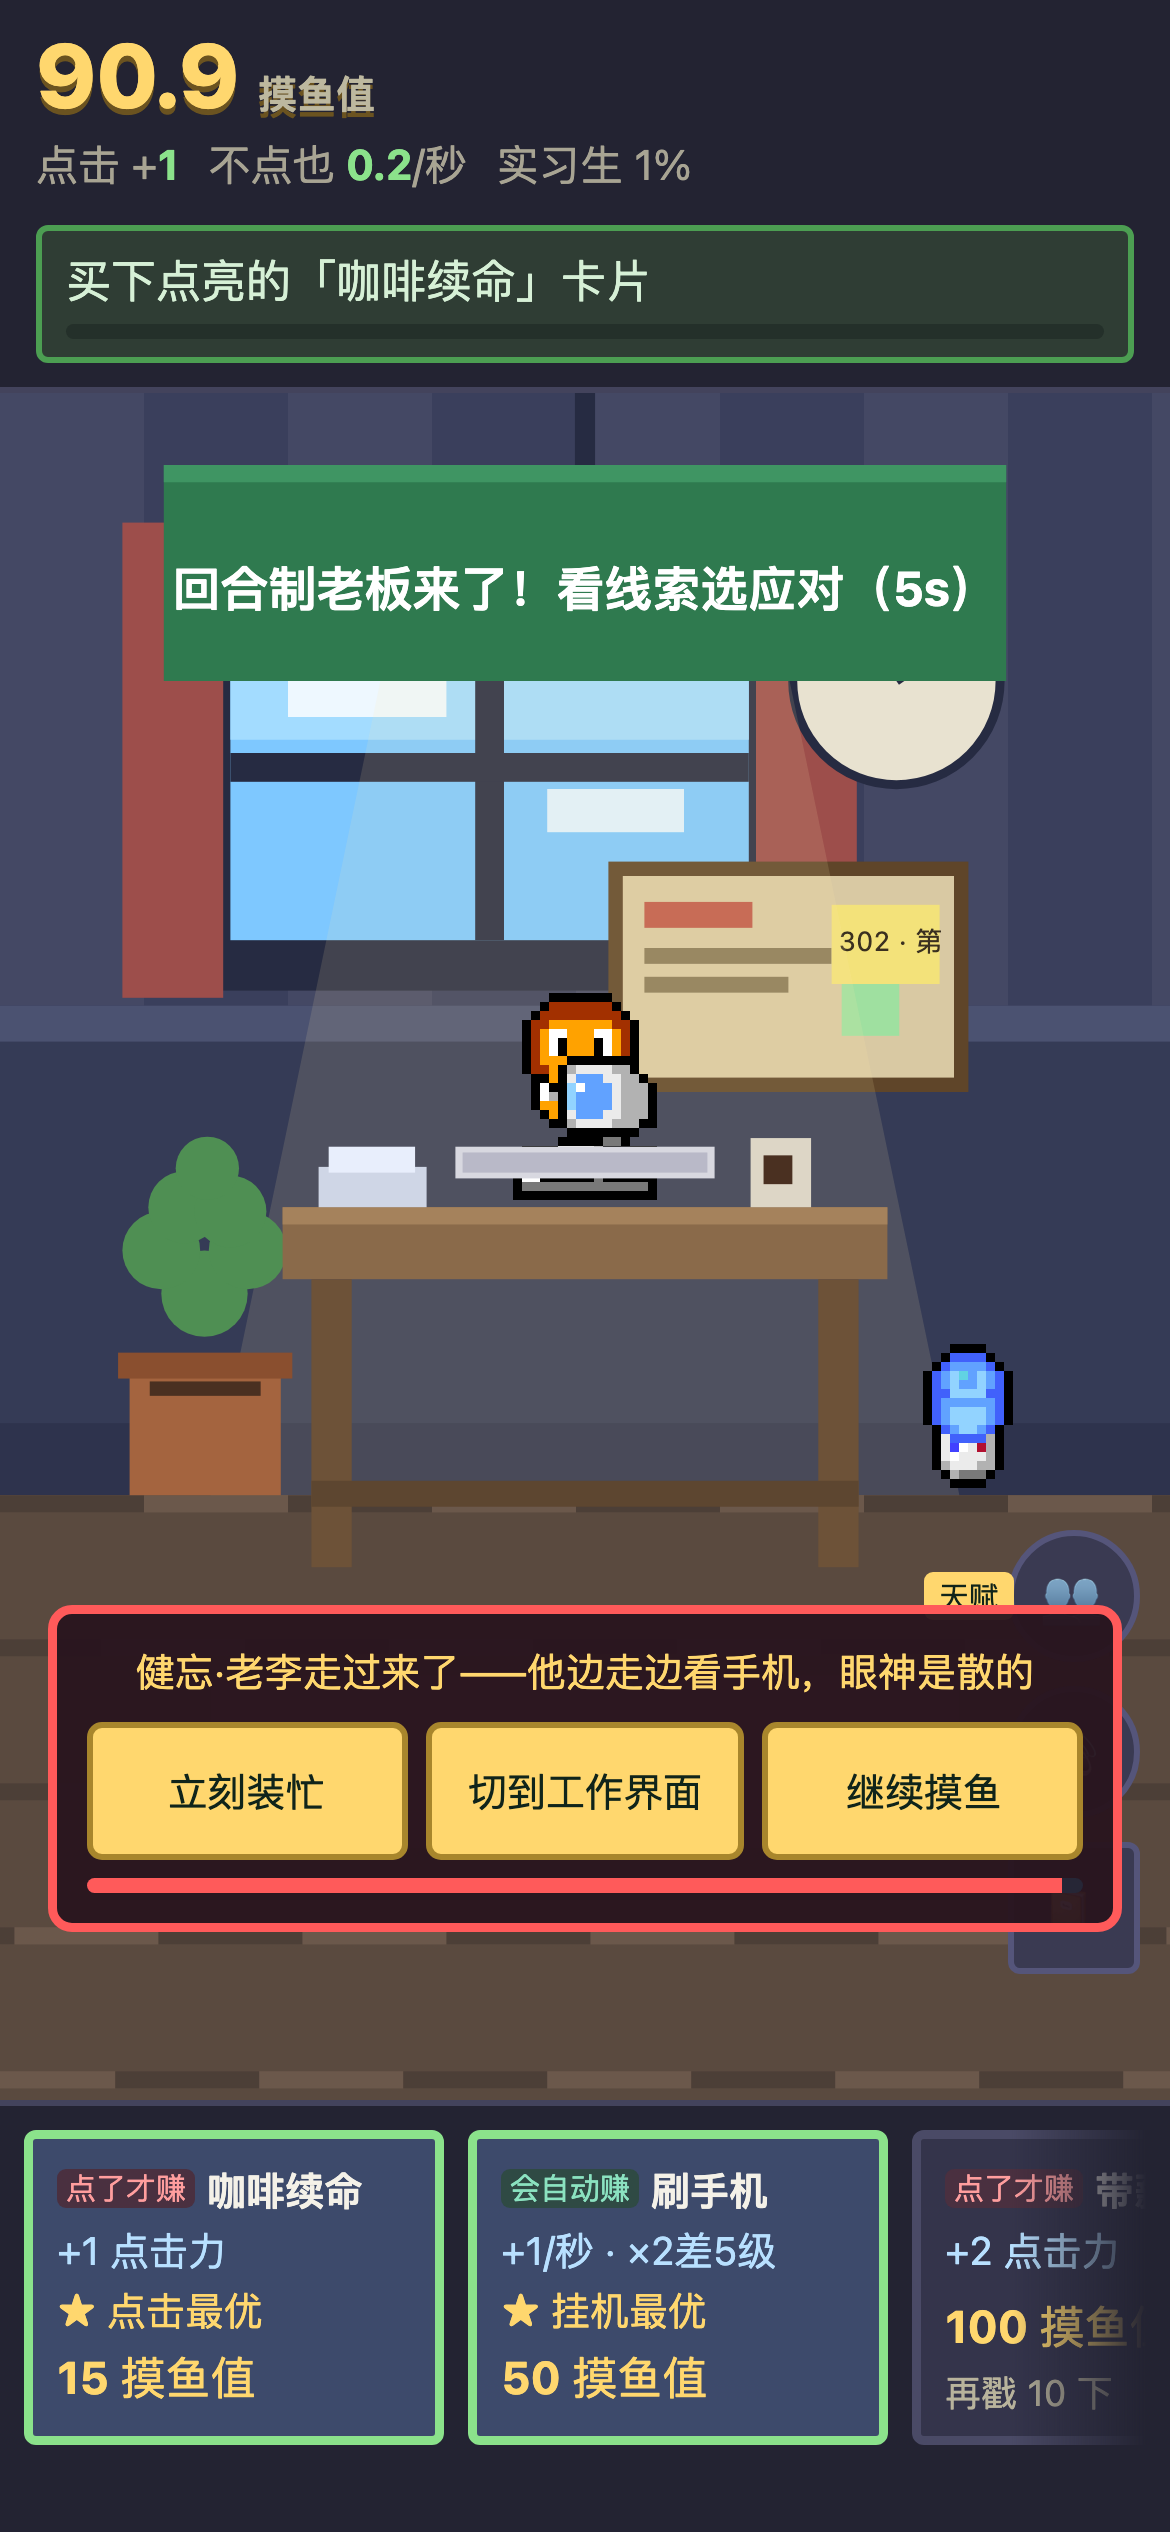 90.9 摸鱼值
点击 +1 不点也 0.2/秒 实习生 1%
买下点亮的「咖啡续命」卡片
回合制老板来了！看线索选应对（5s）
302 · 第
天赋
健忘·老李走过来了——他边走边看手机，眼神是散的
立刻装忙
切到工作界面
继续摸鱼
点了才赚 咖啡续命
+1 点击力
★ 点击最优
15 摸鱼值
会自动赚 刷手机
+1/秒 · ×2差5级
★ 挂机最优
50 摸鱼值
点了才赚 带
+2 点击力
100 摸鱼
再戳 10 下